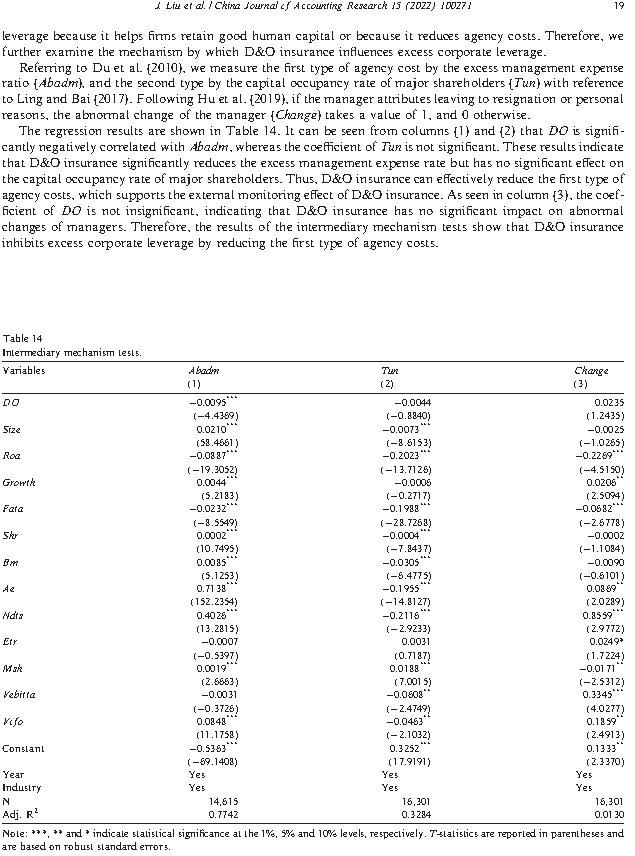 J. Liu et al. / China Journal of Accounting Research 15 (2022) 100271 19
leverage because it helps firms retain good human capital or because it reduces agency costs. Therefore, we
further examine the mechanism by which D&O insurance influences excess corporate leverage.
Referring to Du et al. (2010), we measure the first type of agency cost by the excess management expense
ratio (Abadm), and the second type by the capital occupancy rate of major shareholders (Tun) with reference
to Ling and Bai (2017). Following Hu et al. (2019), if the manager attributes leaving to resignation or personal
reasons, the abnormal change of the manager (Change) takes a value of 1, and 0 otherwise.
The regression results are shown in Table 14. It can be seen from columns (1) and (2) that DO is signifi-
cantly negatively correlated with Abadm, whereas the coefficient of Tun is not significant. These results indicate
that D&O insurance significantly reduces the excess management expense rate but has no significant effect on
the capital occupancy rate of major shareholders. Thus, D&O insurance can effectively reduce the first type of
agency costs, which supports the external monitoring effect of D&O insurance. As seen in column (3), the coef-
ficient of DO is not insignificant, indicating that D&O insurance has no significant impact on abnormal
changes of managers. Therefore, the results of the intermediary mechanism tests show that D&O insurance
inhibits excess corporate leverage by reducing the first type of agency costs.
Table 14
Intermediary mechanism tests.
Variables Abadm Tun Change
(1) (2) (3)
DO −0.0095*** −0.0044 0.0235
(−4.4369) (−0.8840) (1.2435)
Size 0.0210*** −0.0073*** −0.0025
(58.4661) (−8.6153) (−1.0265)
Roa −0.0887*** −0.2023*** −0.2269***
(−19.3052) (−13.7126) (−4.5150)
Growth 0.0044*** −0.0006 0.0206**
(5.2183) (−0.2717) (2.5094)
Fata −0.0232*** −0.1988*** −0.0682***
(−8.5549) (−28.7268) (−2.6778)
Shr 0.0002*** −0.0004*** −0.0002
(10.7495) (−7.8437) (−1.1084)
Bm 0.0085*** −0.0305*** −0.0090
(5.1253) (−6.4775) (−0.6101)
Ae 0.7138*** −0.1955*** 0.0869**
(152.2354) (−14.8127) (2.0289)
Ndts 0.4026*** −0.2116*** 0.8559***
(13.2815) (−2.9233) (2.9772)
Etr −0.0007 0.0031 0.0249*
(−0.5397) (0.7187) (1.7224)
Msh 0.0019*** 0.0188*** −0.0171**
(2.6663) (7.0015) (−2.5312)
Vebitta −0.0031 −0.0608** 0.3345***
(−0.3726) (−2.4749) (4.0277)
Vcfo 0.0848*** −0.0463** 0.1859**
(11.1758) (−2.1032) (2.4913)
Constant −0.5363*** 0.3252*** 0.1333**
(−69.1408) (17.9191) (2.3370)
Year Yes Yes Yes
Industry Yes Yes Yes
N 14,615 16,301 16,301
Adj. R² 0.7742 0.3284 0.0130
Note: ***, ** and * indicate statistical significance at the 1%, 5% and 10% levels, respectively. T-statistics are reported in parentheses and
are based on robust standard errors.